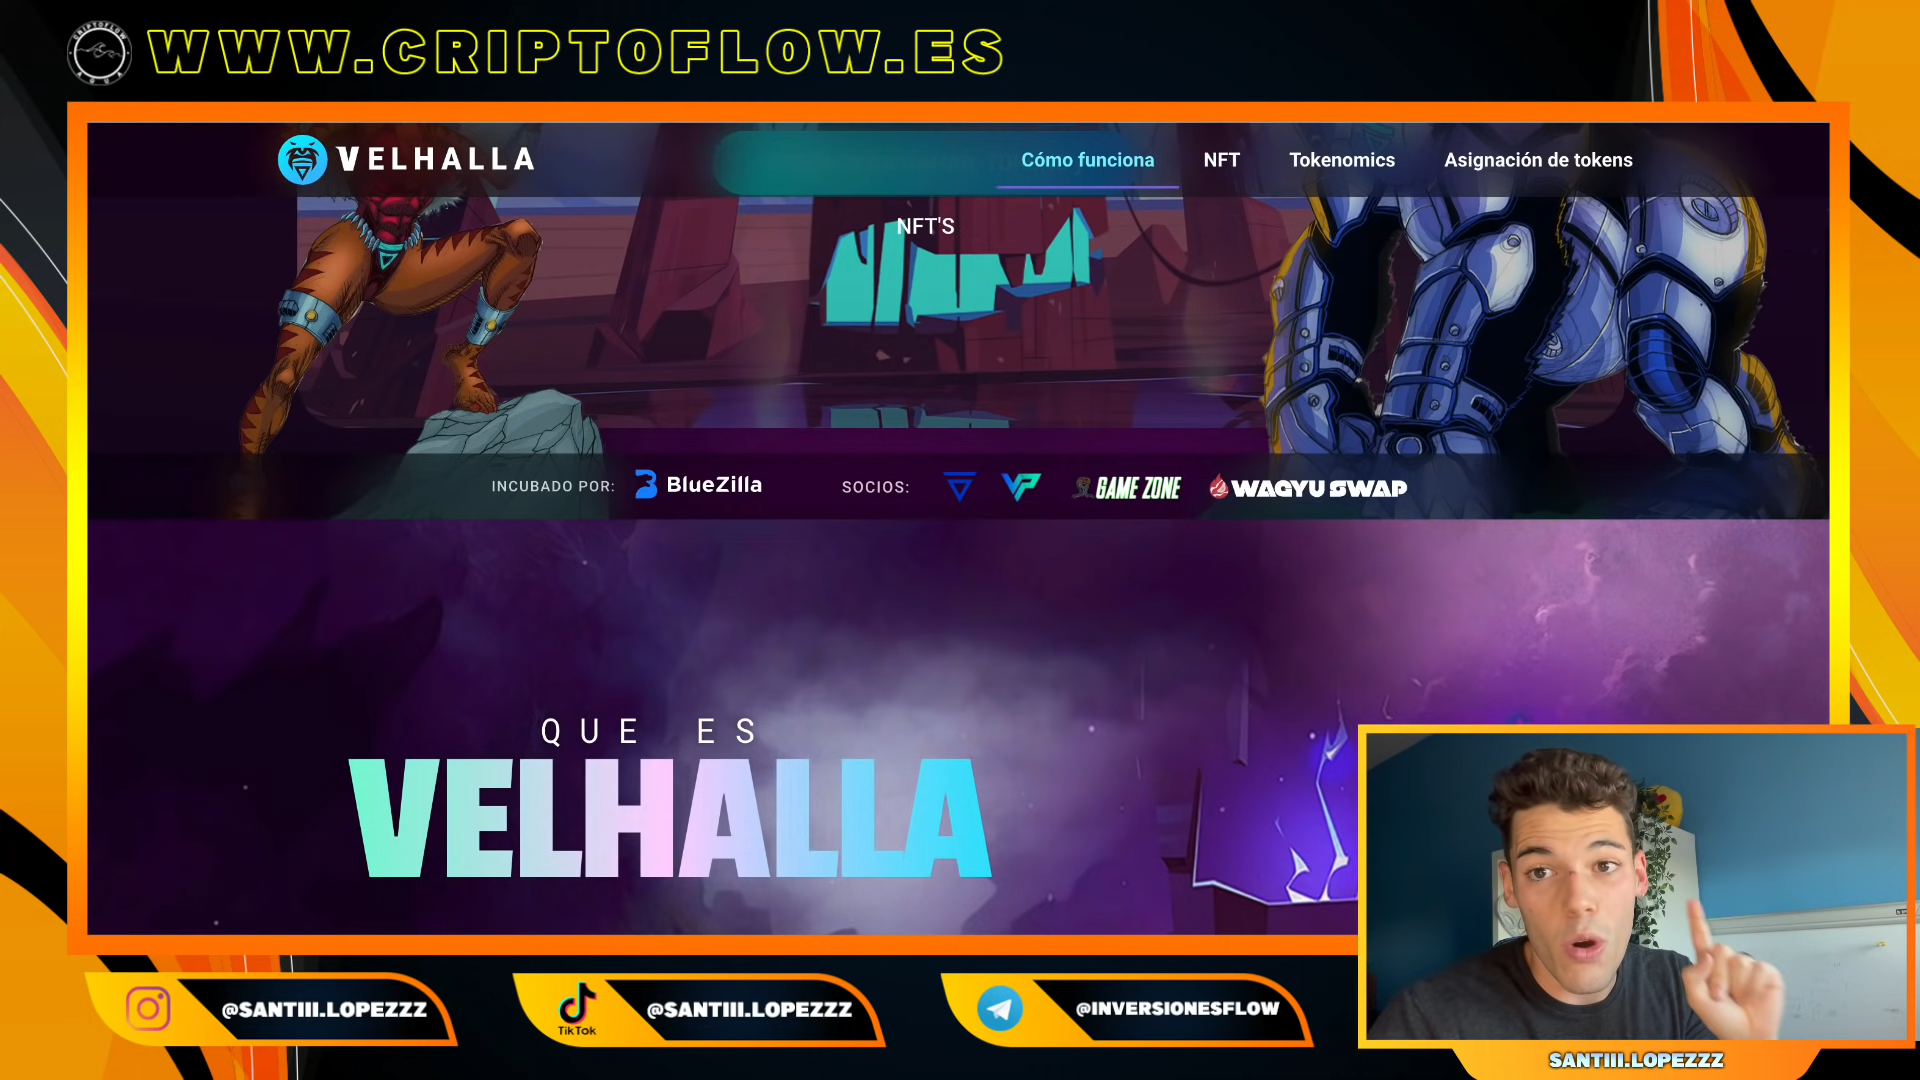 WWW.CRIPTOFLOW.ES
CRIPTOFLOW
VELHALLA
Cómo funciona
NFT
Tokenomics
Asignación de tokens
NFT'S
INCUBADO POR:
BlueZilla
SOCIOS:
GAME ZONE
WAGYU SWAP
QUE ES
VELHALLA
@SANTIII.LOPEZZZ
TikTok
@SANTIII.LOPEZZZ
@INVERSIONESFLOW
SANTIII.LOPEZZZ